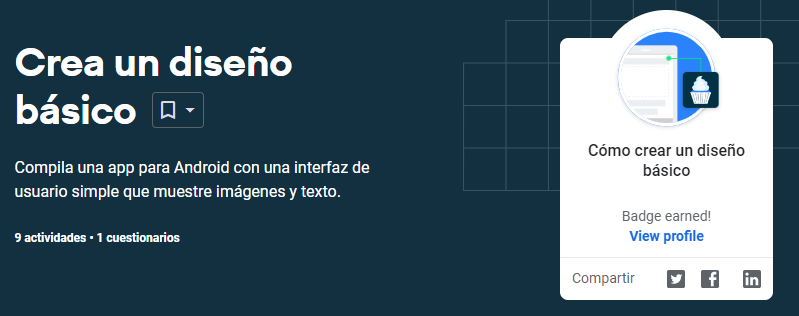 Crea un diseño
básico
Compila una app para Android con una interfaz de
usuario simple que muestre imágenes y texto.
9 actividades • 1 cuestionarios
Cómo crear un diseño
básico
Badge earned!
View profile
Compartir